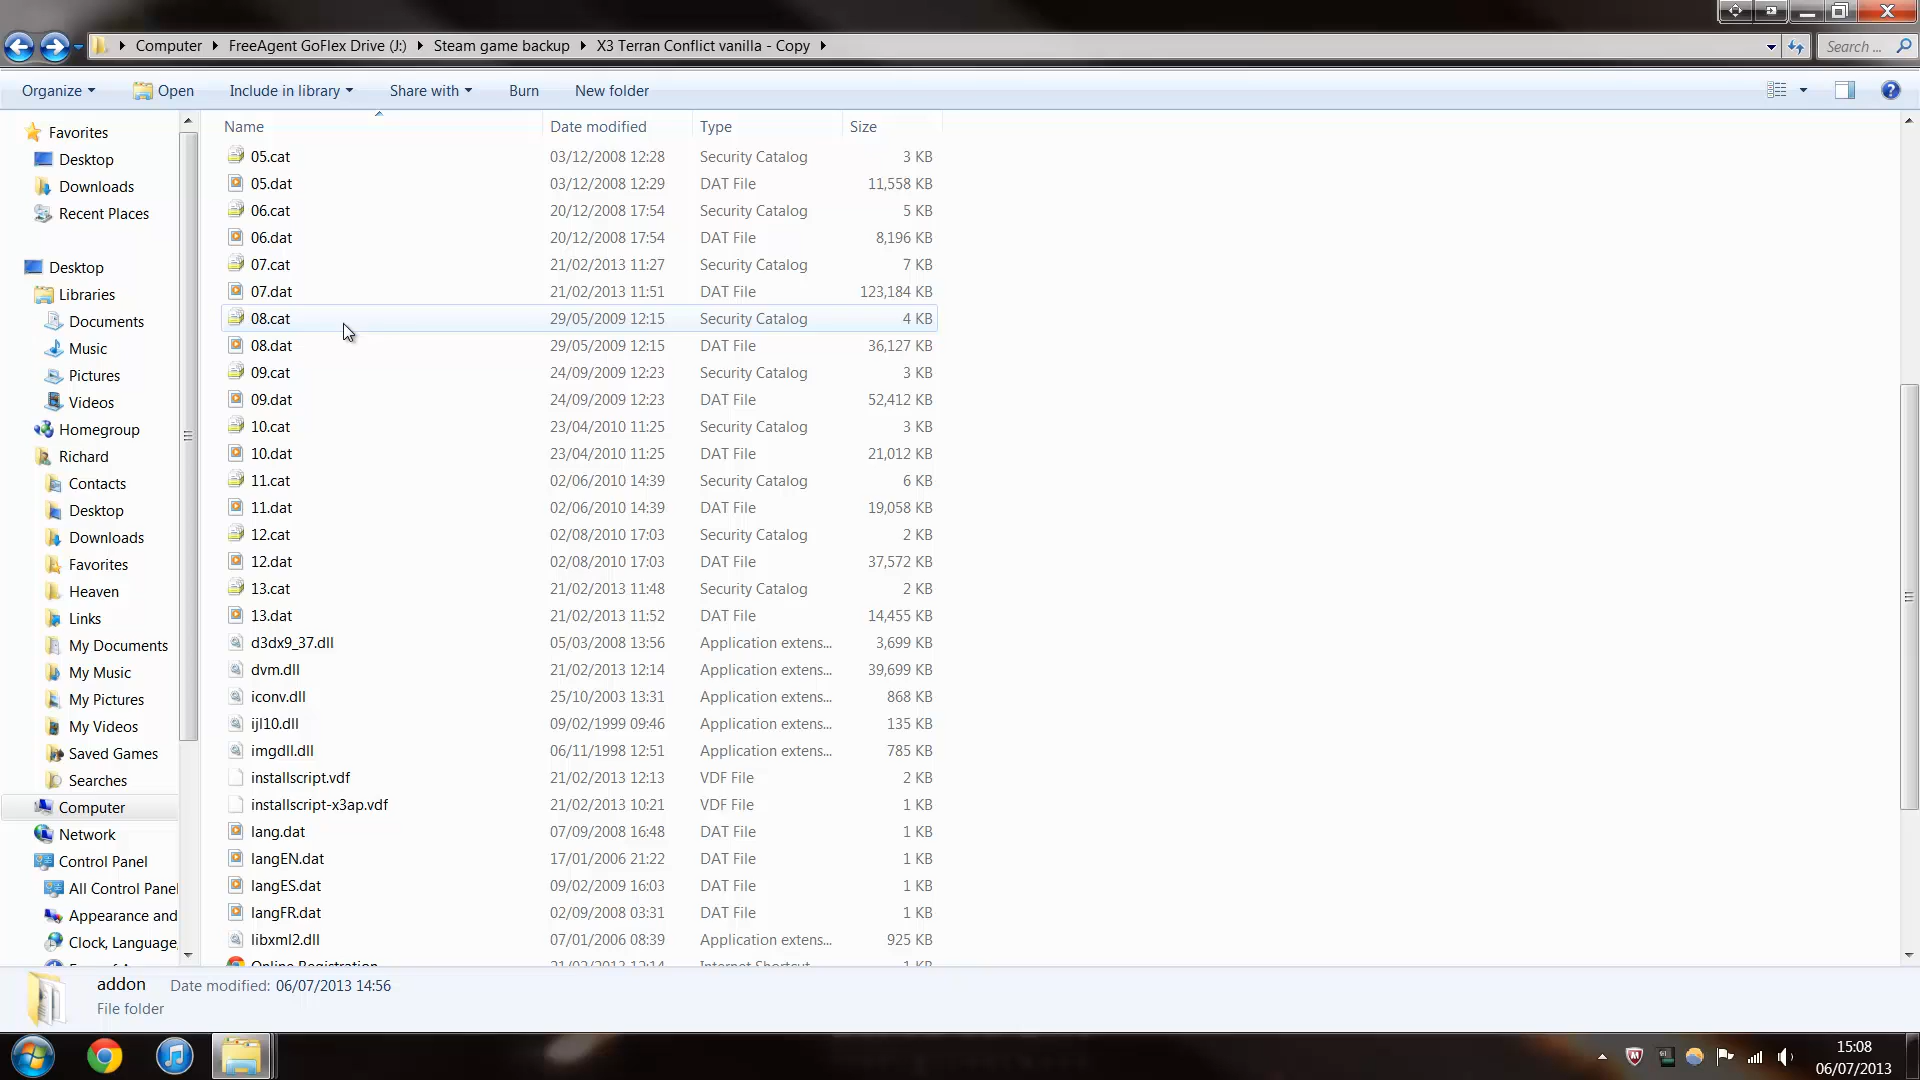 Computer ▸ FreeAgent GoFlex Drive (J:) ▸ Steam game backup ▸ X3 Terran Conflict vanilla - Copy ▸
Search ...
Organize Open Include in library Share with Burn New folder
Name Date modified Type Size
Favorites
Desktop
Downloads
Recent Places
Desktop
Libraries
Documents
Music
Pictures
Videos
Homegroup
Richard
Contacts
Desktop
Downloads
Favorites
Heaven
Links
My Documents
My Music
My Pictures
My Videos
Saved Games
Searches
Computer
Network
Control Panel
All Control Panel
Appearance and
Clock, Language,
05.cat 03/12/2008 12:28 Security Catalog 3 KB
05.dat 03/12/2008 12:29 DAT File 11,558 KB
06.cat 20/12/2008 17:54 Security Catalog 5 KB
06.dat 20/12/2008 17:54 DAT File 8,196 KB
07.cat 21/02/2013 11:27 Security Catalog 7 KB
07.dat 21/02/2013 11:51 DAT File 123,184 KB
08.cat 29/05/2009 12:15 Security Catalog 4 KB
08.dat 29/05/2009 12:15 DAT File 36,127 KB
09.cat 24/09/2009 12:23 Security Catalog 3 KB
09.dat 24/09/2009 12:23 DAT File 52,412 KB
10.cat 23/04/2010 11:25 Security Catalog 3 KB
10.dat 23/04/2010 11:25 DAT File 21,012 KB
11.cat 02/06/2010 14:39 Security Catalog 6 KB
11.dat 02/06/2010 14:39 DAT File 19,058 KB
12.cat 02/08/2010 17:03 Security Catalog 2 KB
12.dat 02/08/2010 17:03 DAT File 37,572 KB
13.cat 21/02/2013 11:48 Security Catalog 2 KB
13.dat 21/02/2013 11:52 DAT File 14,455 KB
d3dx9_37.dll 05/03/2008 13:56 Application extens... 3,699 KB
dvm.dll 21/02/2013 12:14 Application extens... 39,699 KB
iconv.dll 25/10/2003 13:31 Application extens... 868 KB
ijl10.dll 09/02/1999 09:46 Application extens... 135 KB
imgdll.dll 06/11/1998 12:51 Application extens... 785 KB
installscript.vdf 21/02/2013 12:13 VDF File 2 KB
installscript-x3ap.vdf 21/02/2013 10:21 VDF File 1 KB
lang.dat 07/09/2008 16:48 DAT File 1 KB
langEN.dat 17/01/2006 21:22 DAT File 1 KB
langES.dat 09/02/2009 16:03 DAT File 1 KB
langFR.dat 02/09/2008 03:31 DAT File 1 KB
libxml2.dll 07/01/2006 08:39 Application extens... 925 KB
Online Registration 21/02/2013 12:14 Internet Shortcut 1 KB
addon Date modified: 06/07/2013 14:56
File folder
15:08
06/07/2013